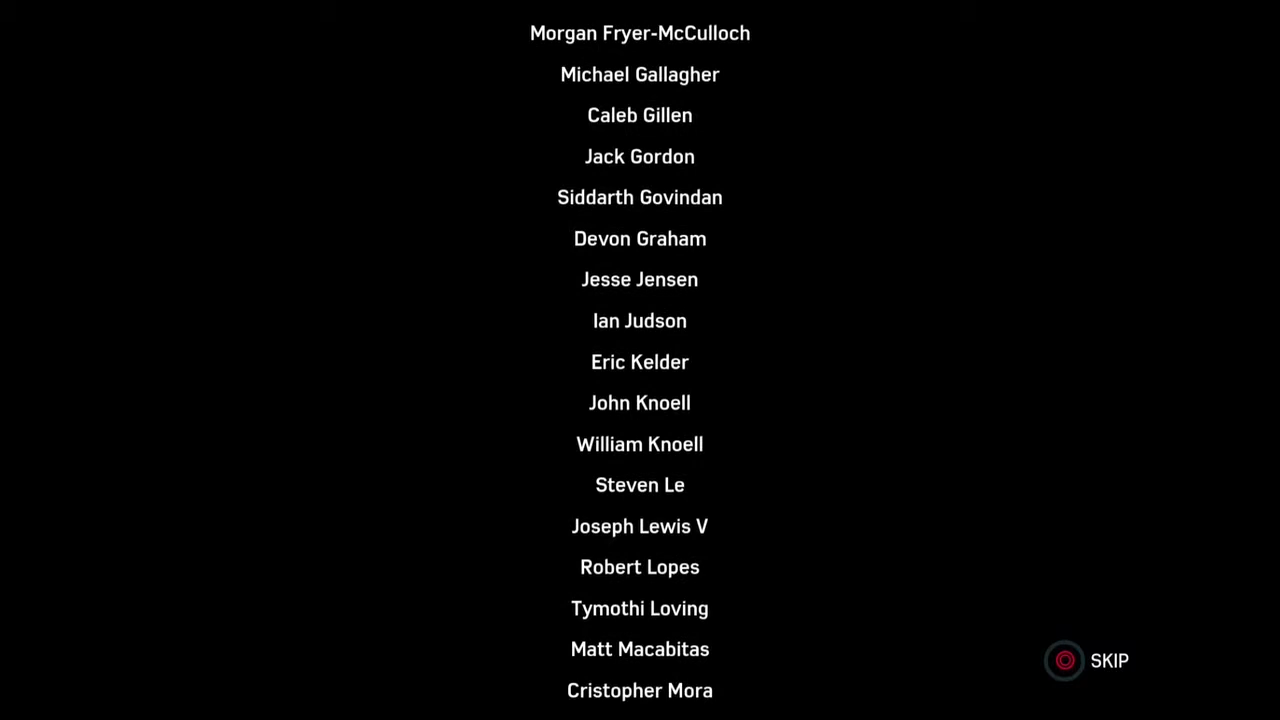 Morgan Fryer-McCulloch
Michael Gallagher
Caleb Gillen
Jack Gordon
Siddarth Govindan
Devon Graham
Jesse Jensen
Ian Judson
Eric Kelder
John Knoell
William Knoell
Steven Le
Joseph Lewis V
Robert Lopes
Tymothi Loving
Matt Macabitas
Cristopher Mora
SKIP